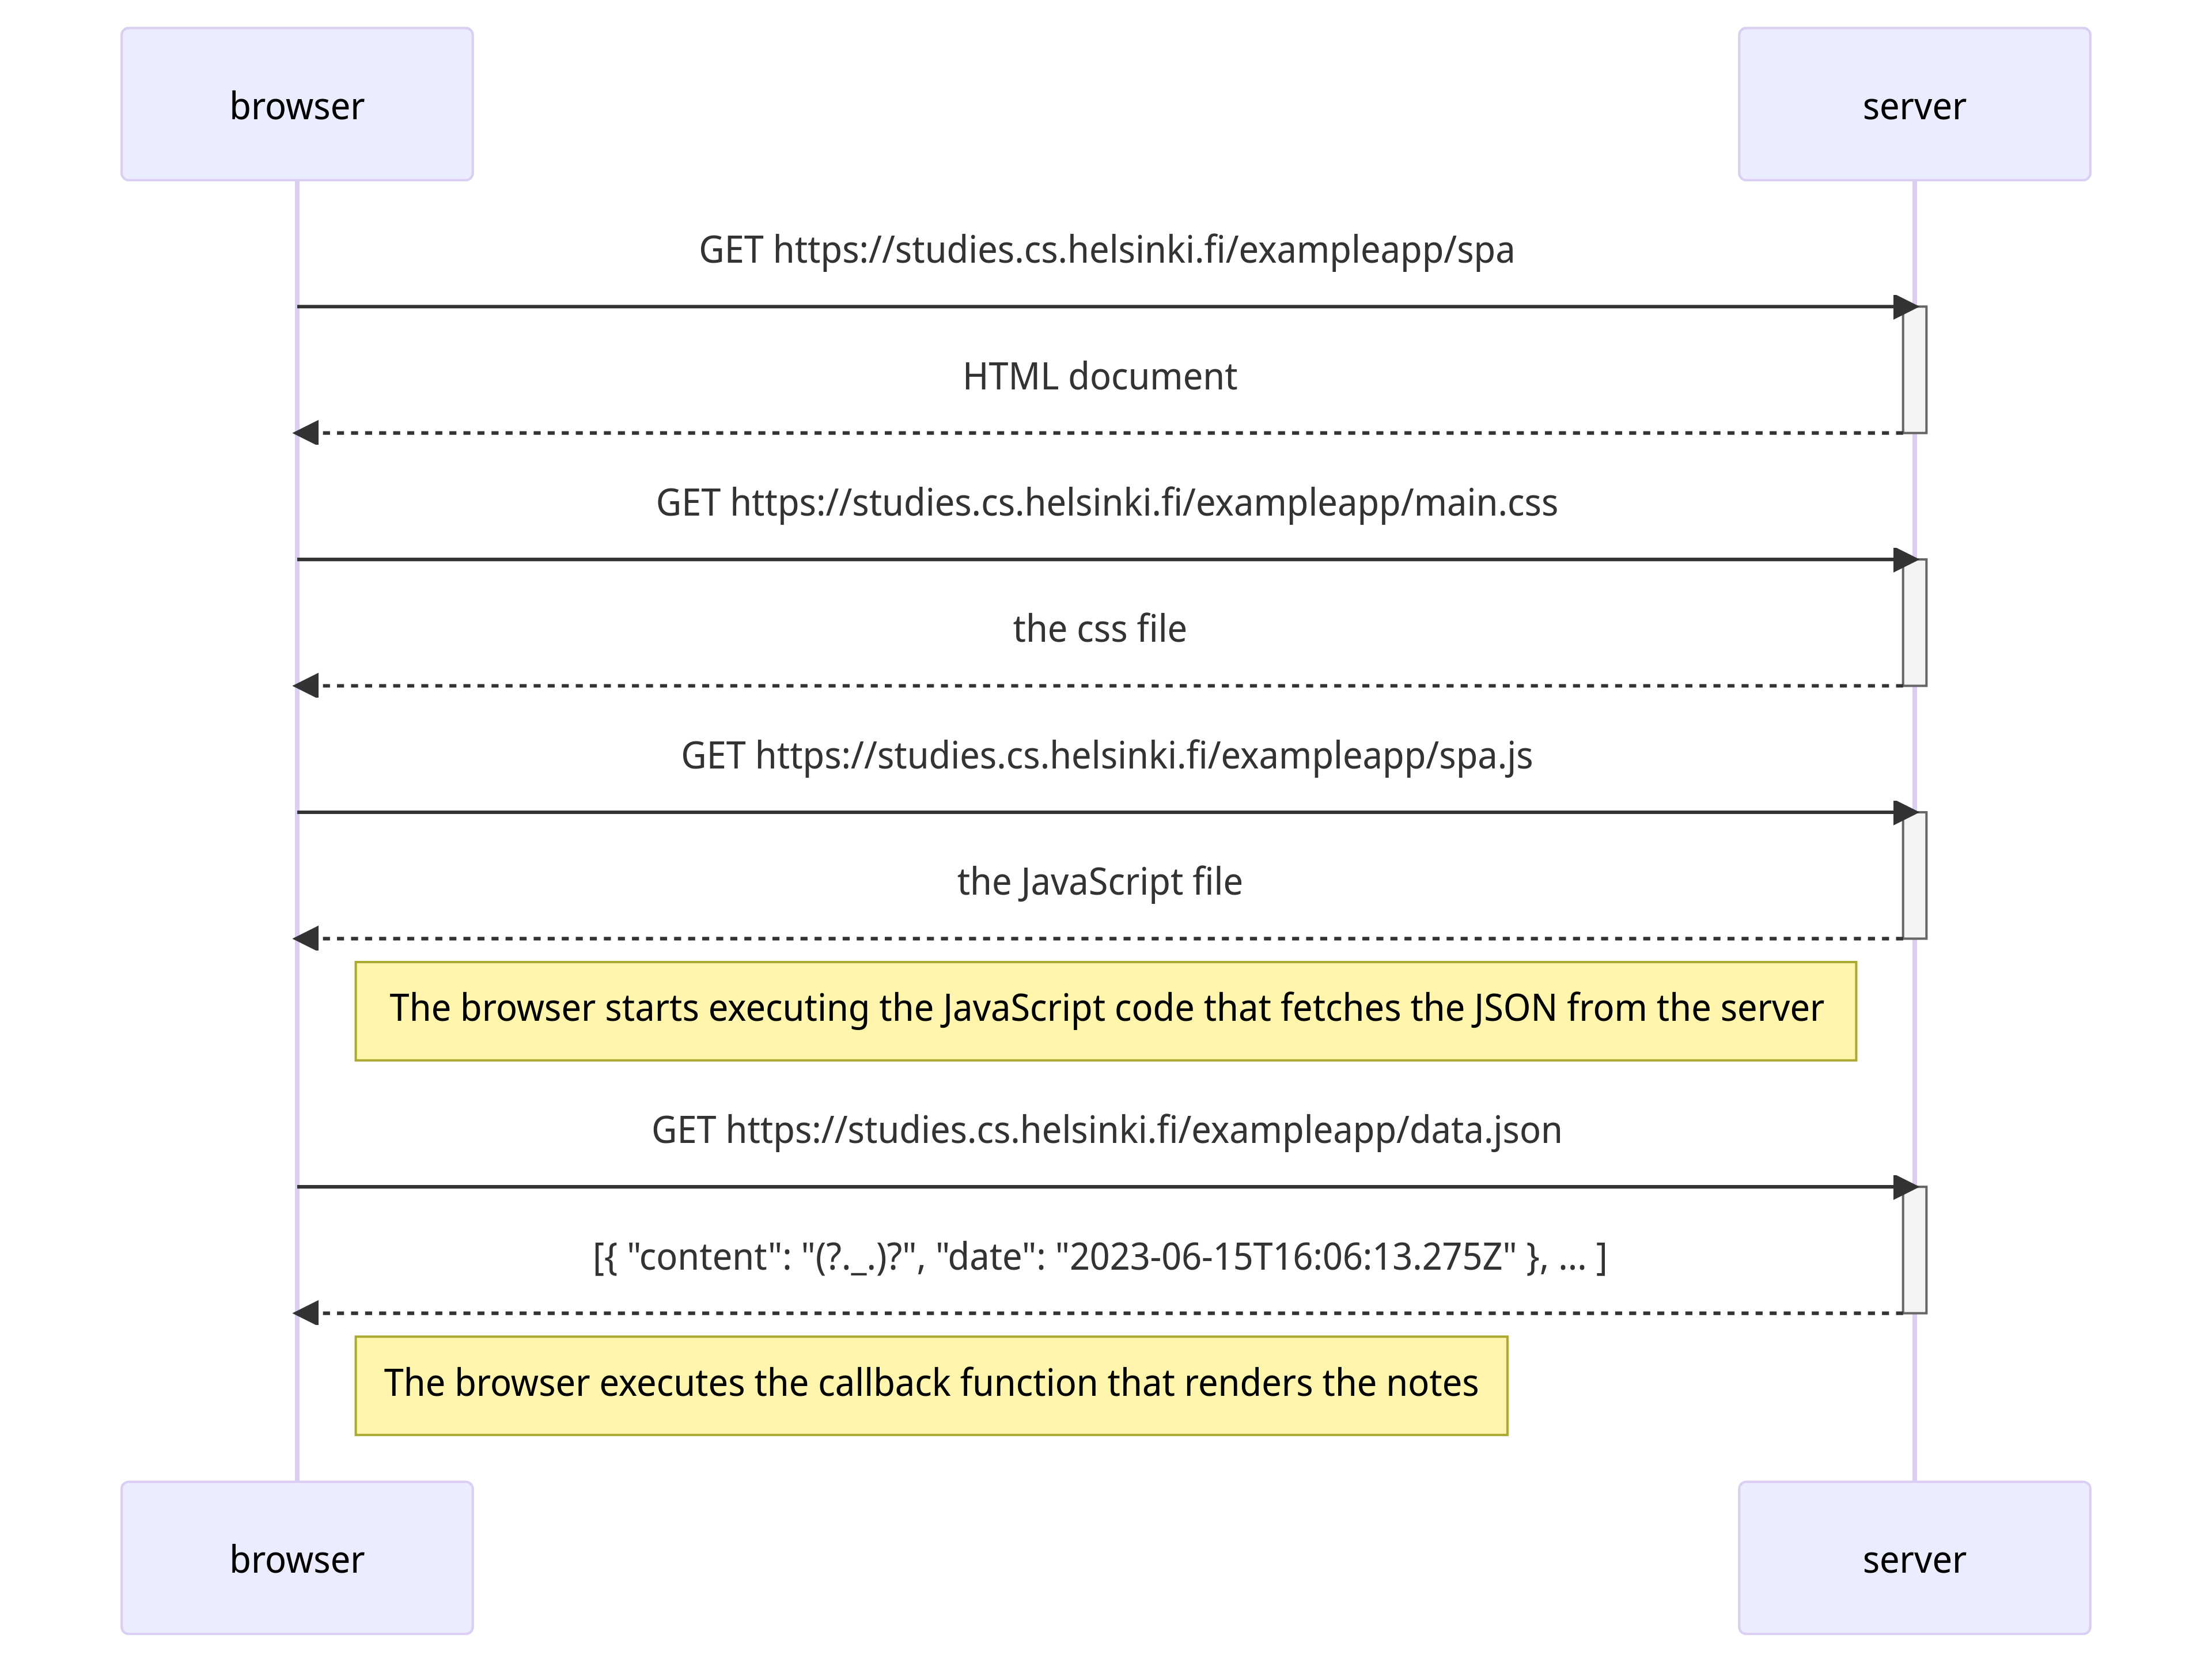 browser
server
GET https://studies.cs.helsinki.fi/exampleapp/spa
HTML document
GET https://studies.cs.helsinki.fi/exampleapp/main.css
the css file
GET https://studies.cs.helsinki.fi/exampleapp/spa.js
the JavaScript file
The browser starts executing the JavaScript code that fetches the JSON from the server
GET https://studies.cs.helsinki.fi/exampleapp/data.json
[{ "content": "(?._.)?", "date": "2023-06-15T16:06:13.275Z" }, ... ]
The browser executes the callback function that renders the notes
browser
server